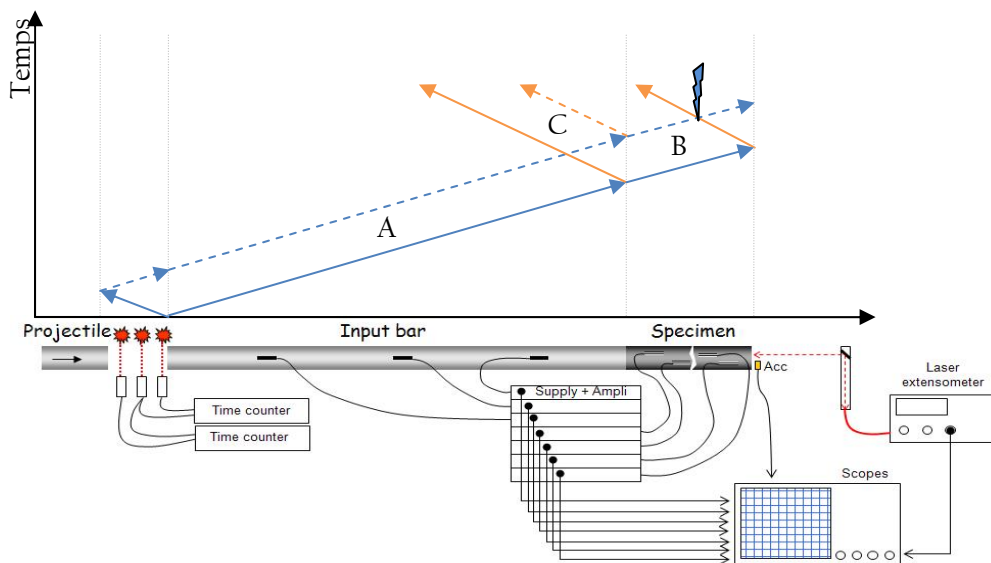 Temps
C
B
A
Projectile
Input bar
Specimen
Acc
Laser
extensometer
Supply + Ampli
Time counter
Time counter
Scopes